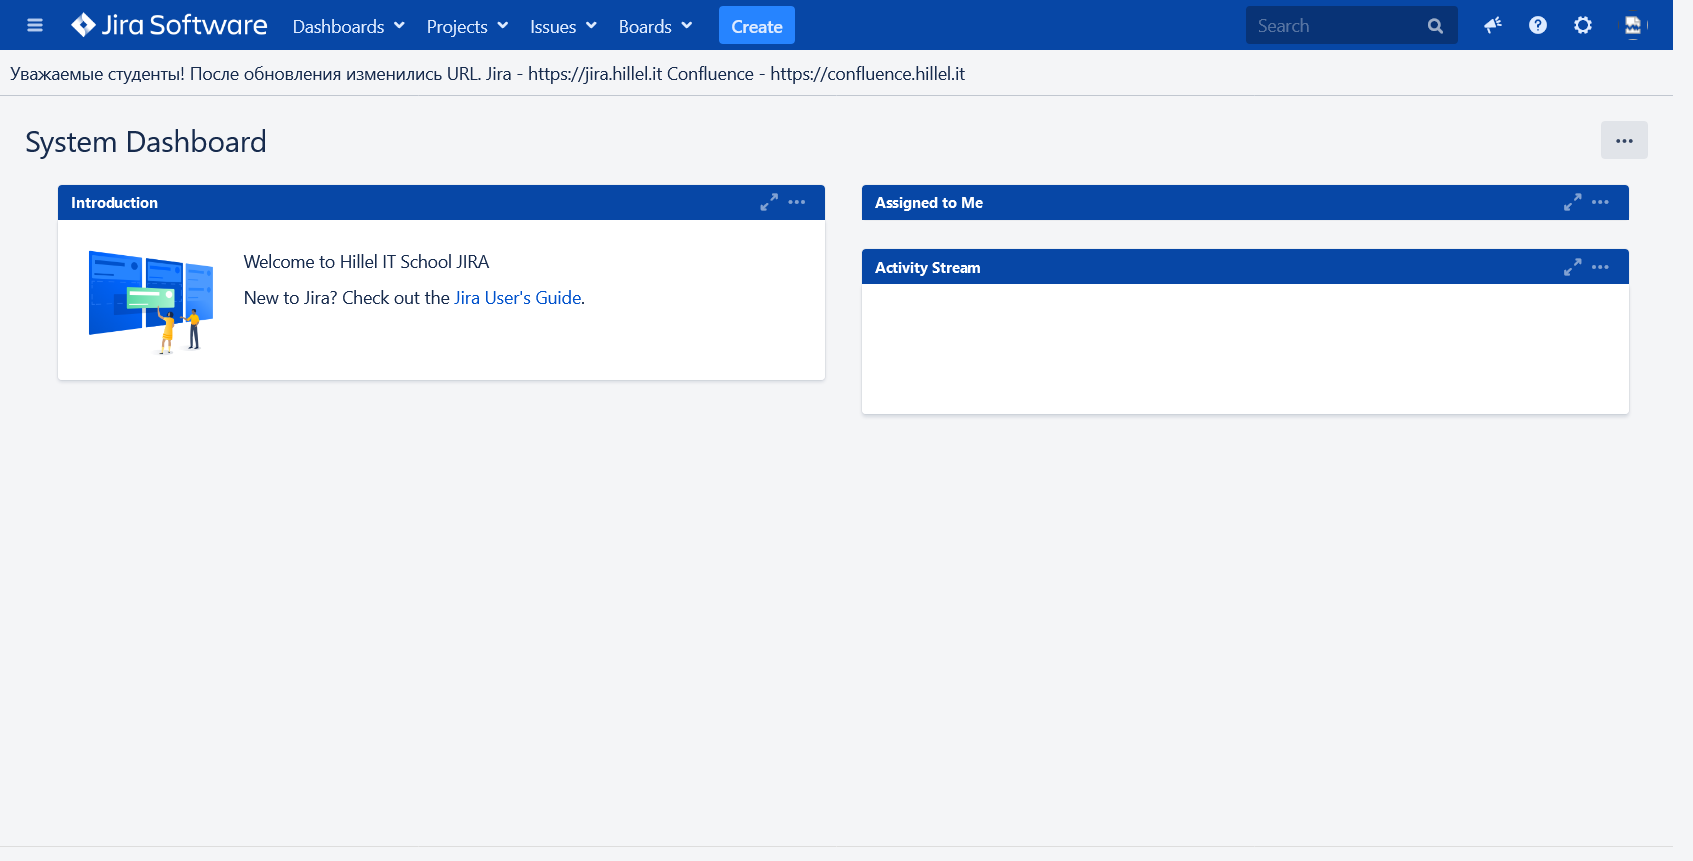 Jira Software Dashboards Projects Issues Boards Create Search
Уважаемые студенты! После обновления изменились URL. Jira - https://jira.hillel.it Confluence - https://confluence.hillel.it
System Dashboard
Introduction
Welcome to Hillel IT School JIRA
New to Jira? Check out the Jira User's Guide.
Assigned to Me
Activity Stream